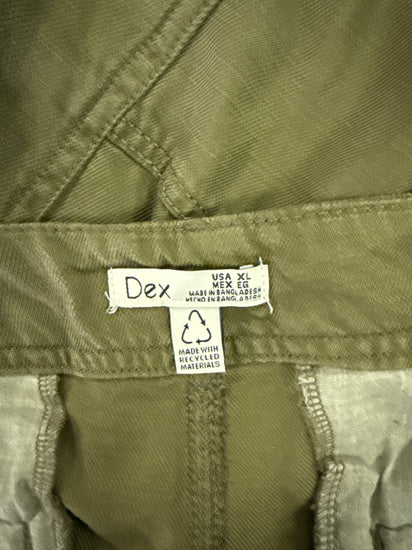 Dex
USA XL
MEX EG
MADE IN BANGLADESH
HECHO EN BANGLADESH
MADE WITH
RECYCLED
MATERIALS